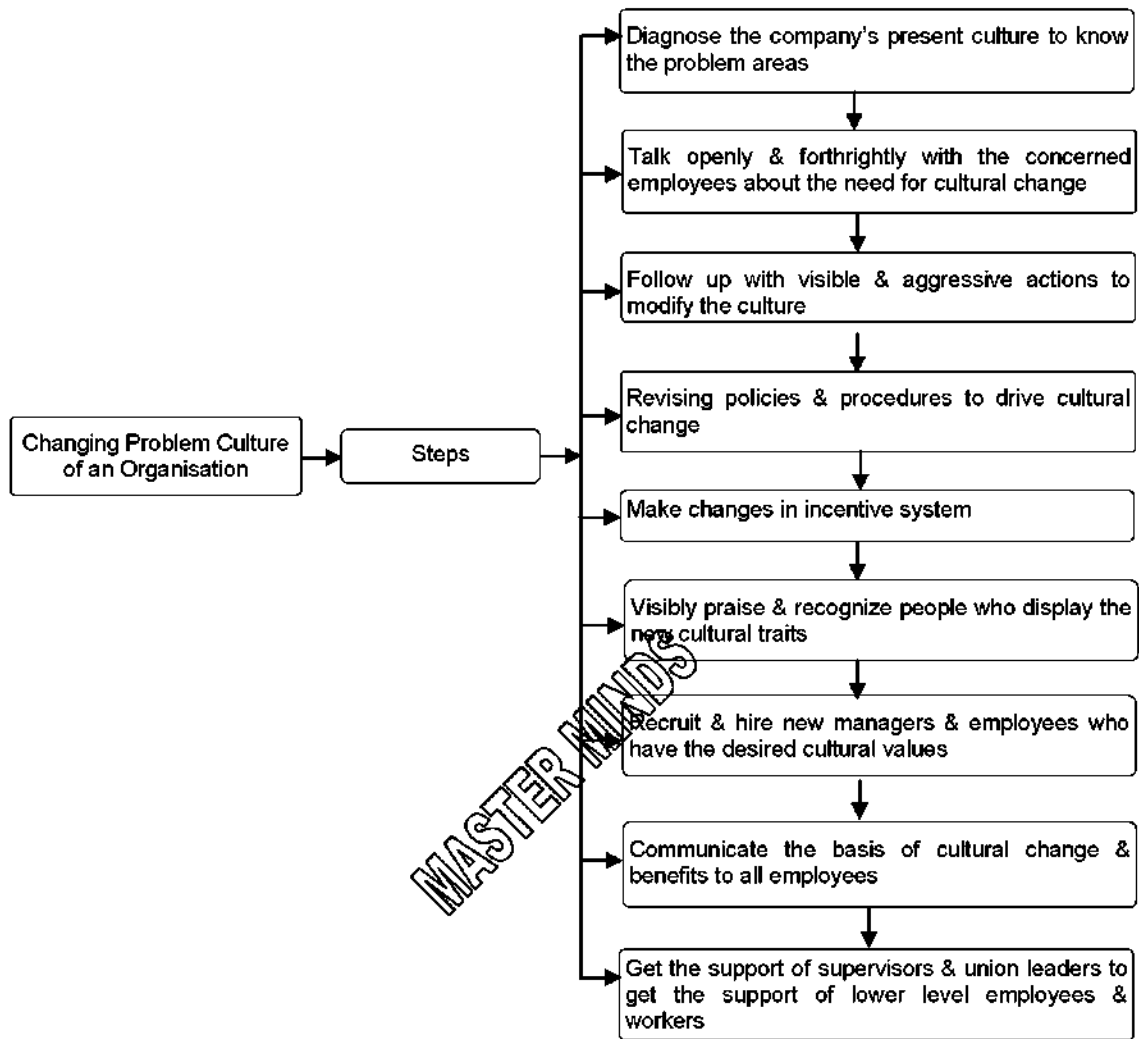 Changing Problem Culture
of an Organisation
Steps
Diagnose the company's present culture to know
the problem areas
Talk openly & forthrightly with the concerned
employees about the need for cultural change
Follow up with visible & aggressive actions to
modify the culture
Revising policies & procedures to drive cultural
change
Make changes in incentive system
Visibly praise & recognize people who display the
new cultural traits
Recruit & hire new managers & employees who
have the desired cultural values
Communicate the basis of cultural change &
benefits to all employees
Get the support of supervisors & union leaders to
get the support of lower level employees &
workers
MASTER MINDS